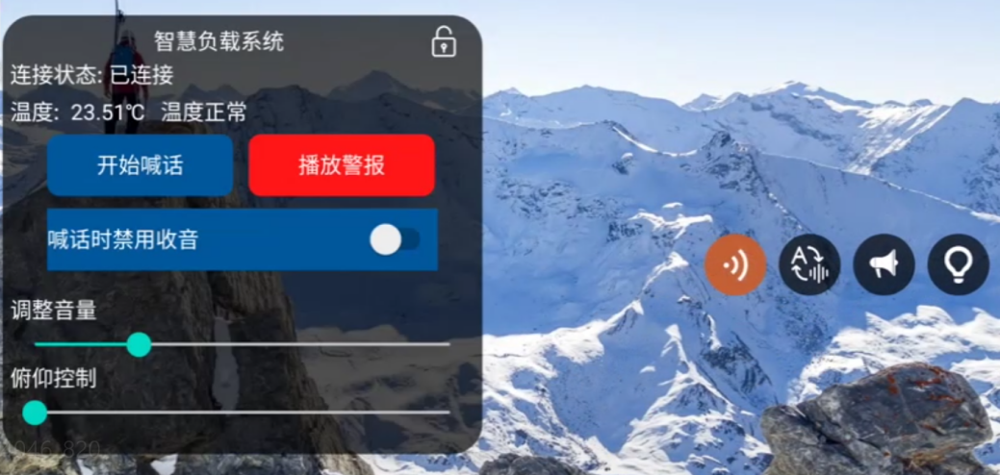 智慧负载系统
连接状态: 已连接
温度: 23.51℃ 温度正常
开始喊话 播放警报
喊话时禁用收音
调整音量
俯仰控制
046,820
A